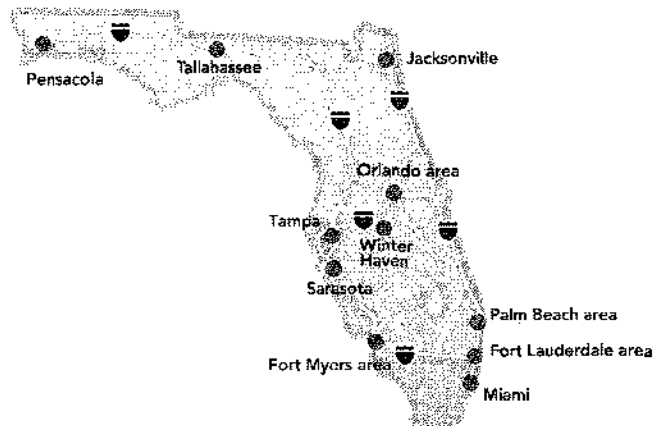 Pensacola
Tallahassee
Jacksonville
Orlando area
Tampa
Winter
Haven
Sarasota
Palm Beach area
Fort Lauderdale area
Fort Myers area
Miami